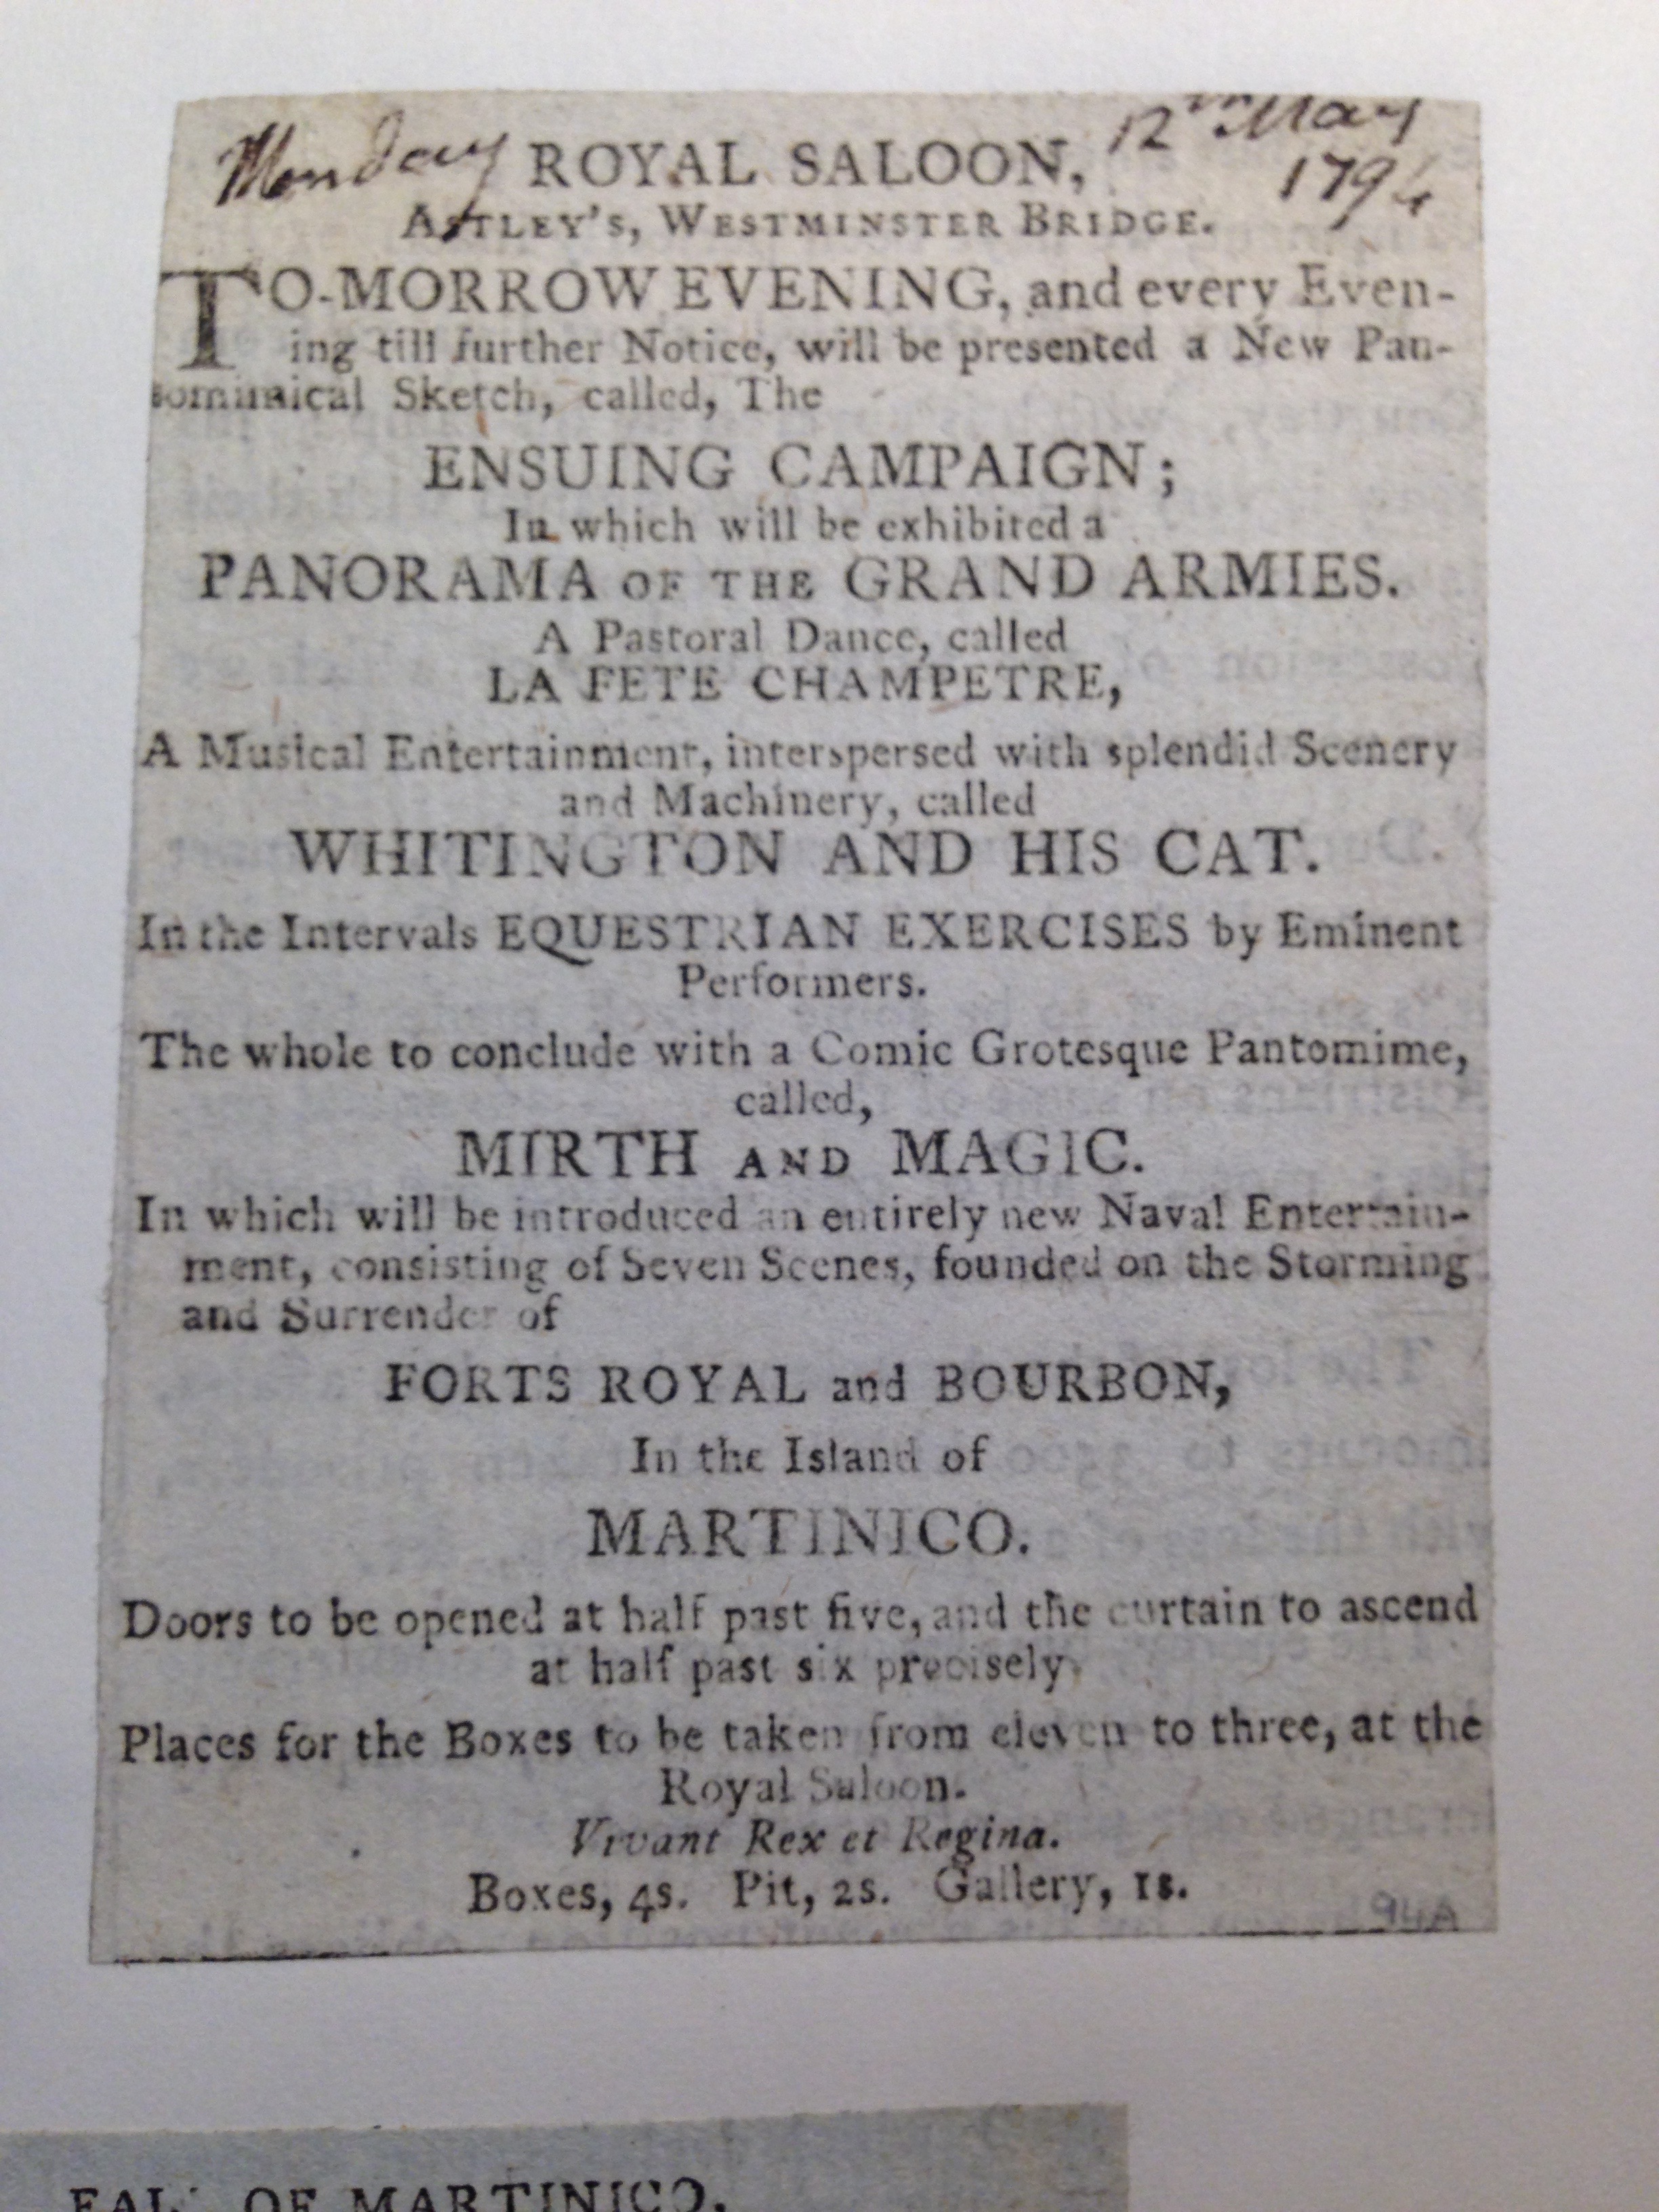 Monday ROYAL SALOON, 12th May
1794
ASTLEY'S, WESTMINSTER BRIDGE.
TO-MORROW EVENING, and every Even-
ing till further Notice, will be presented a New Pan-
tomimical Sketch, called, The
ENSUING CAMPAIGN;
In which will be exhibited a
PANORAMA OF THE GRAND ARMIES.
A Pastoral Dance, called
LA FETE CHAMPETRE,
A Musical Entertainment, interspersed with splendid Scenery
and Machinery, called
WHITINGTON AND HIS CAT.
In the Intervals EQUESTRIAN EXERCISES by Eminent
Performers.
The whole to conclude with a Comic Grotesque Pantomime,
called,
MIRTH AND MAGIC.
In which will be introduced an entirely new Naval Entertain-
ment, consisting of Seven Scenes, founded on the Storming
and Surrender of
FORTS ROYAL and BOURBON,
In the Island of
MARTINICO.
Doors to be opened at half past five, and the curtain to ascend
at half past six precisely.
Places for the Boxes to be taken from eleven to three, at the
Royal Saloon.
Vivant Rex et Regina.
Boxes, 4s. Pit, 2s. Gallery, 1s.
94A
FALL OF MARTINICO.